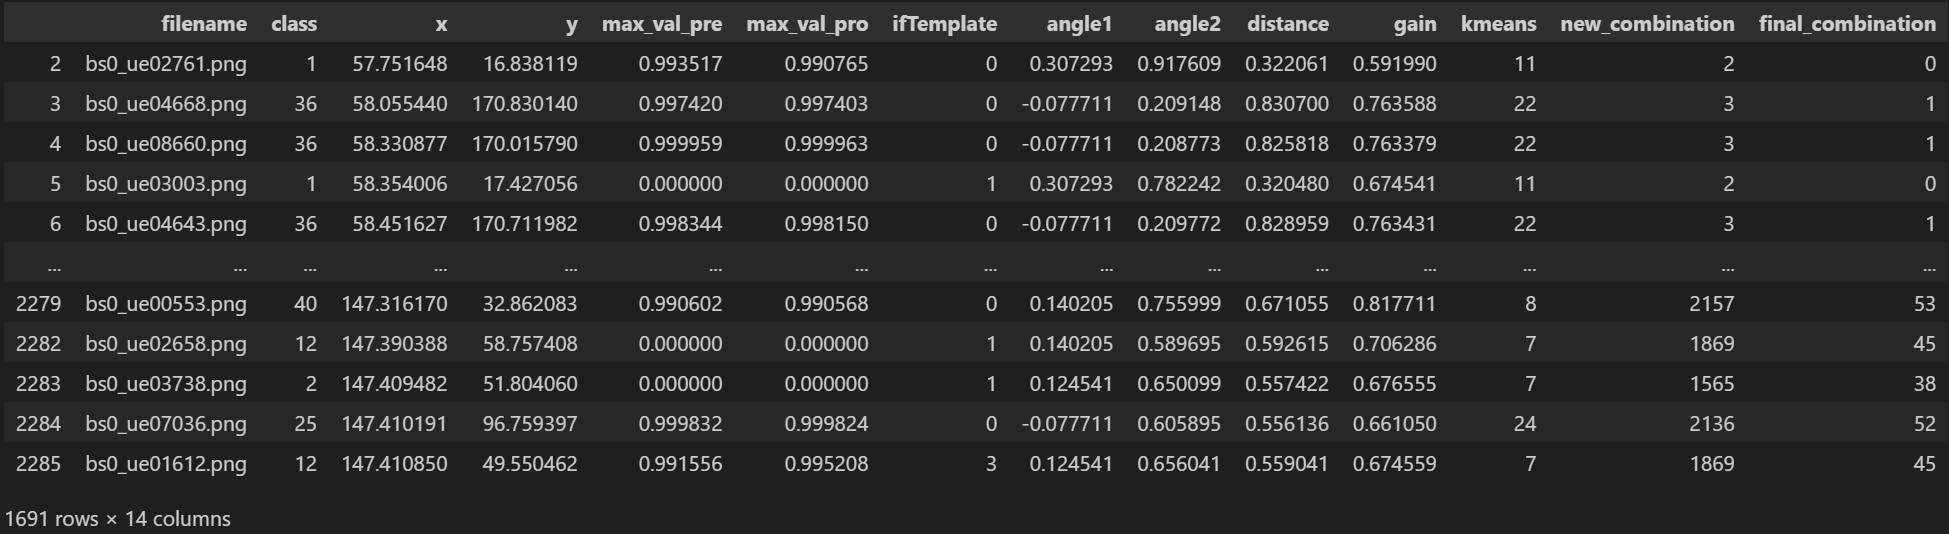 filename class x y max_val_pre max_val_pro ifTemplate angle1 angle2 distance gain kmeans new_combination final_combination
2 bs0_ue02761.png 1 57.751648 16.838119 0.993517 0.990765 0 0.307293 0.917609 0.322061 0.591990 11 2 0
3 bs0_ue04668.png 36 58.055440 170.830140 0.997420 0.997403 0 -0.077711 0.209148 0.830700 0.763588 22 3 1
4 bs0_ue08660.png 36 58.330877 170.015790 0.999959 0.999963 0 -0.077711 0.208773 0.825818 0.763379 22 3 1
5 bs0_ue03003.png 1 58.354006 17.427056 0.000000 0.000000 1 0.307293 0.782242 0.320480 0.674541 11 2 0
6 bs0_ue04643.png 36 58.451627 170.711982 0.998344 0.998150 0 -0.077711 0.209772 0.828959 0.763431 22 3 1
... ... ... ... ... ... ... ... ... ... ... ... ... ... ...
2279 bs0_ue00553.png 40 147.316170 32.862083 0.990602 0.990568 0 0.140205 0.755999 0.671055 0.817711 8 2157 53
2282 bs0_ue02658.png 12 147.390388 58.757408 0.000000 0.000000 1 0.140205 0.589695 0.592615 0.706286 7 1869 45
2283 bs0_ue03738.png 2 147.409482 51.804060 0.000000 0.000000 1 0.124541 0.650099 0.557422 0.676555 7 1565 38
2284 bs0_ue07036.png 25 147.410191 96.759397 0.999832 0.999824 0 -0.077711 0.605895 0.556136 0.661050 24 2136 52
2285 bs0_ue01612.png 12 147.410850 49.550462 0.991556 0.995208 3 0.124541 0.656041 0.559041 0.674559 7 1869 45
1691 rows × 14 columns